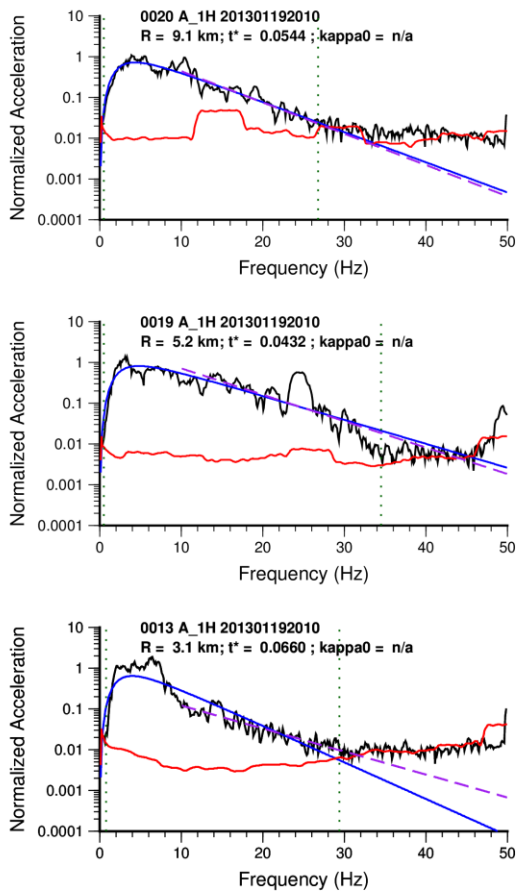 0020 A_1H 201301192010
R = 9.1 km; t* = 0.0544 ; kappa0 = n/a
Normalized Acceleration
10
1
0.1
0.01
0.001
0.0001
0 10 20 30 40 50
Frequency (Hz)
0019 A_1H 201301192010
R = 5.2 km; t* = 0.0432 ; kappa0 = n/a
Normalized Acceleration
10
1
0.1
0.01
0.001
0.0001
0 10 20 30 40 50
Frequency (Hz)
0013 A_1H 201301192010
R = 3.1 km; t* = 0.0660 ; kappa0 = n/a
Normalized Acceleration
10
1
0.1
0.01
0.001
0.0001
0 10 20 30 40 50
Frequency (Hz)